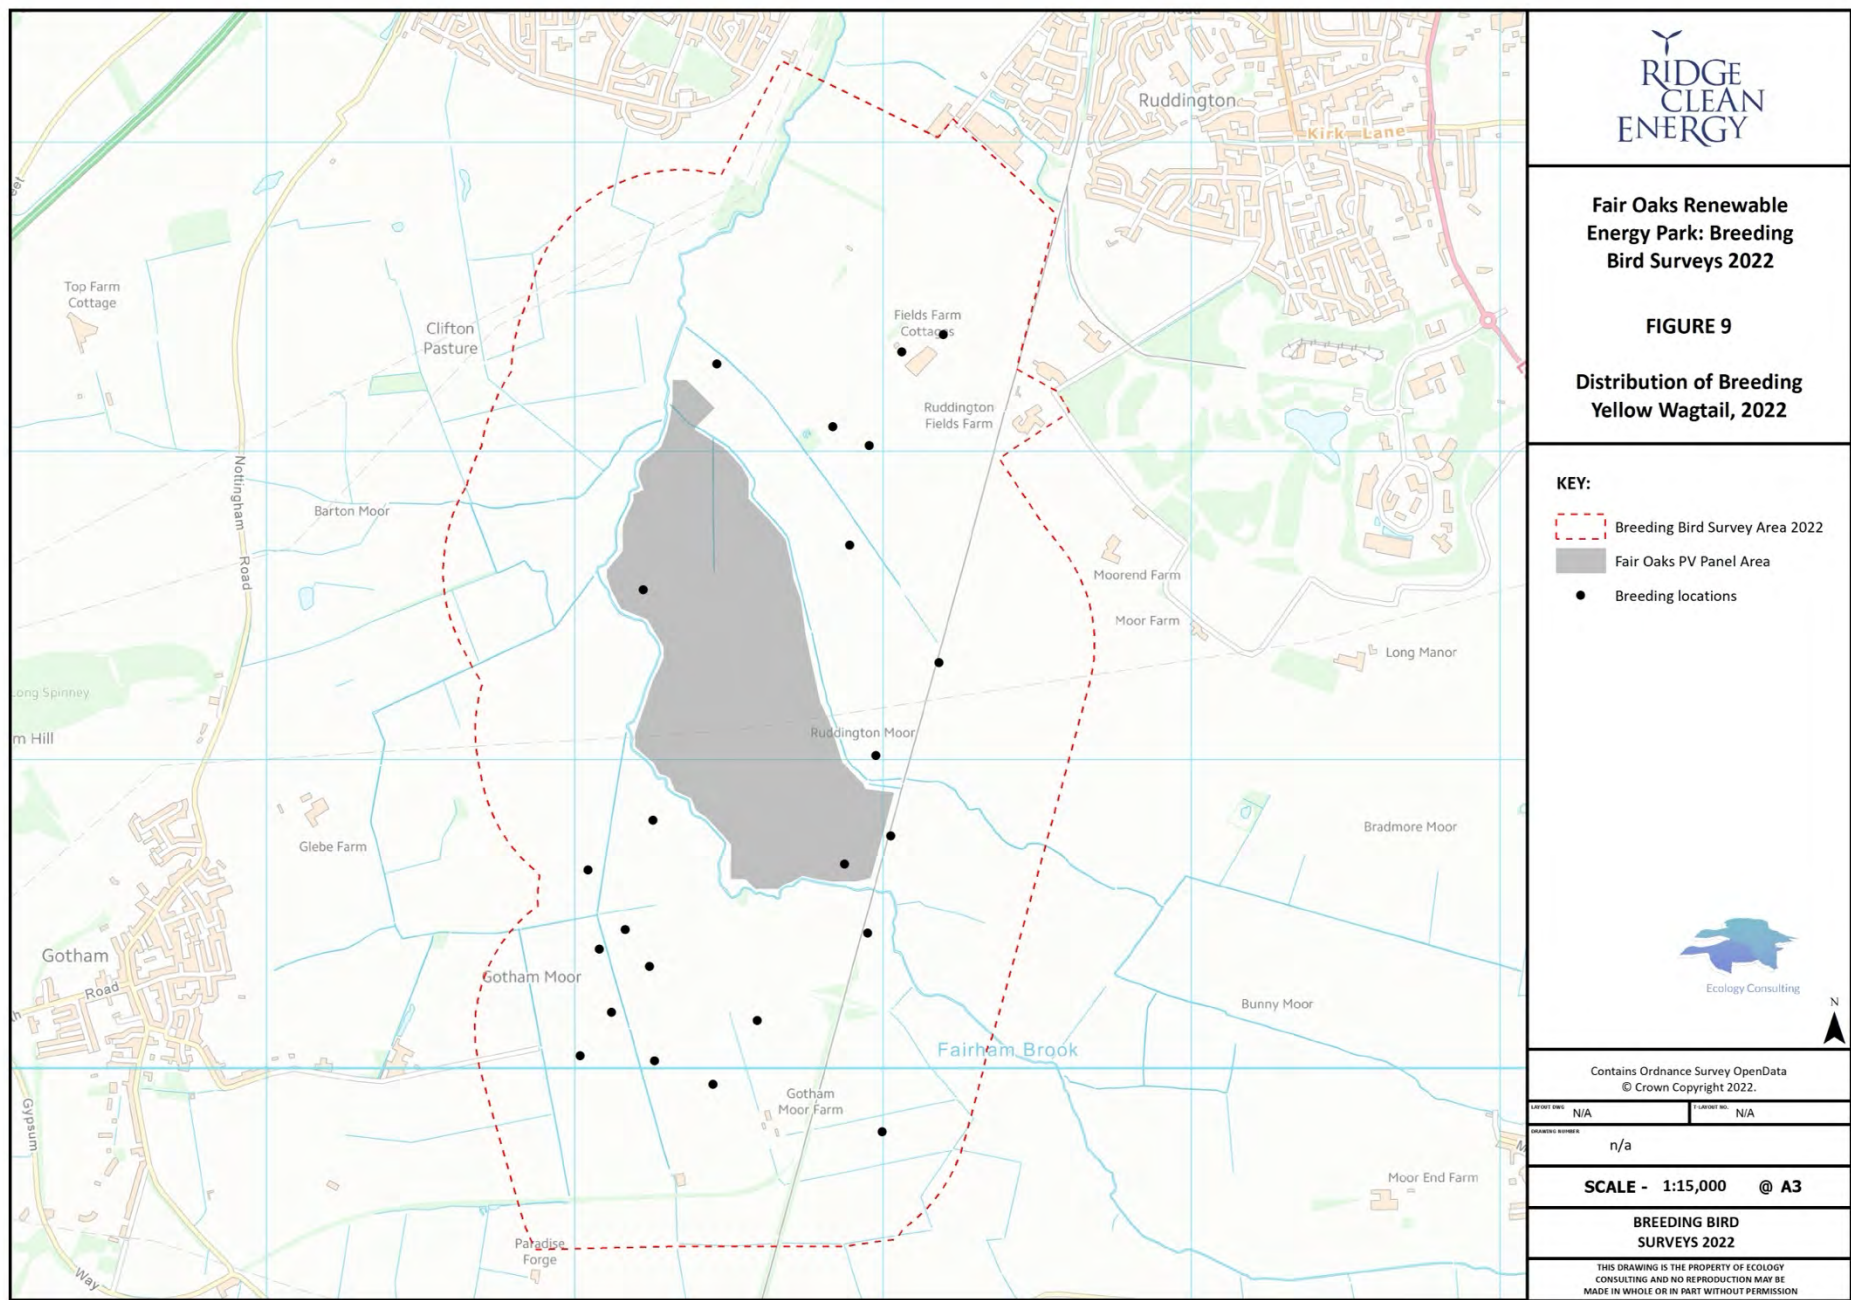 Ruddington
Kirk Lane
Top Farm
Cottage
Clifton
Pasture
Fields Farm
Cottages
Ruddington
Fields Farm
Nottingham Road
Barton Moor
Moorend Farm
Moor Farm
Long Manor
Long Spinney
m Hill
Ruddington Moor
Glebe Farm
Bradmore Moor
Gotham
Road
Gotham Moor
Bunny Moor
Fairham Brook
Gypsum
Way
Gotham
Moor Farm
Moor End Farm
Paradise
Forge
RIDGE
CLEAN
ENERGY
Fair Oaks Renewable
Energy Park: Breeding
Bird Surveys 2022
FIGURE 9
Distribution of Breeding
Yellow Wagtail, 2022
KEY:
Breeding Bird Survey Area 2022
Fair Oaks PV Panel Area
Breeding locations
Ecology Consulting
N
Contains Ordnance Survey OpenData
© Crown Copyright 2022.
LAYOUT DWG N/A T-LAYOUT NO. N/A
DRAWING NUMBER
n/a
SCALE - 1:15,000 @ A3
BREEDING BIRD
SURVEYS 2022
THIS DRAWING IS THE PROPERTY OF ECOLOGY
CONSULTING AND NO REPRODUCTION MAY BE
MADE IN WHOLE OR IN PART WITHOUT PERMISSION